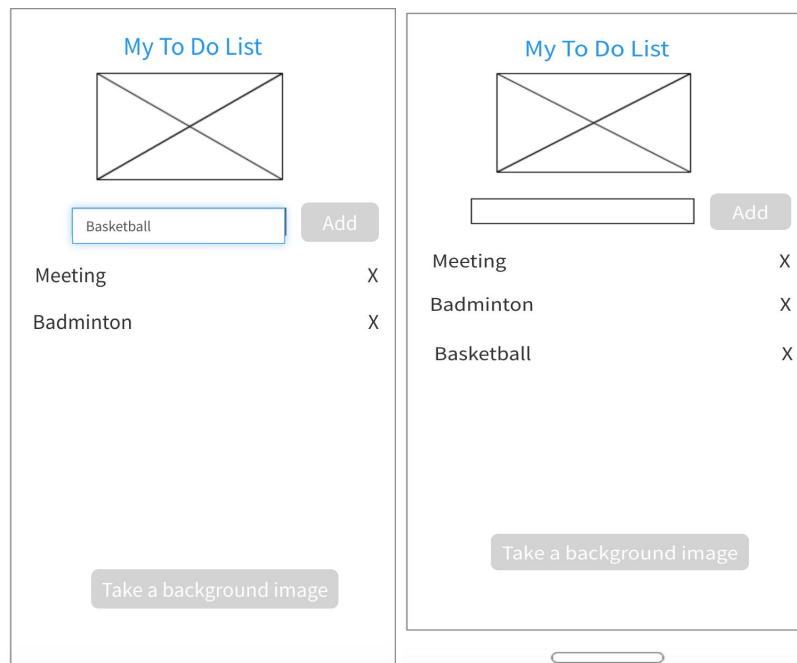 My To Do List
Basketball
Add
Meeting X
Badminton X
Take a background image
My To Do List
Add
Meeting X
Badminton X
Basketball X
Take a background image